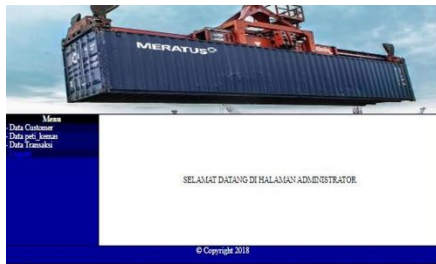 MERATUS
Menu
- Data Customer
- Data peti_kemas
- Data Transaksi
SELAMAT DATANG DI HALAMAN ADMINISTRATOR
© Copyright 2018